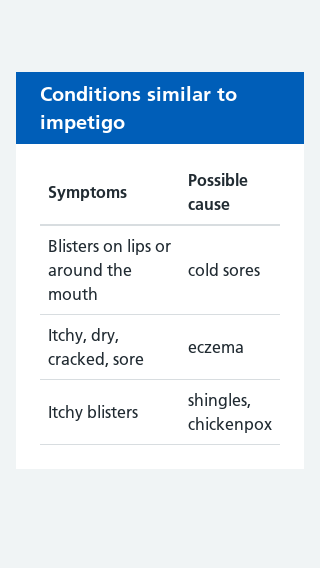 Conditions similar to
impetigo
Symptoms
Possible
cause
Blisters on lips or
around the
mouth
cold sores
Itchy, dry,
cracked, sore
eczema
Itchy blisters
shingles,
chickenpox